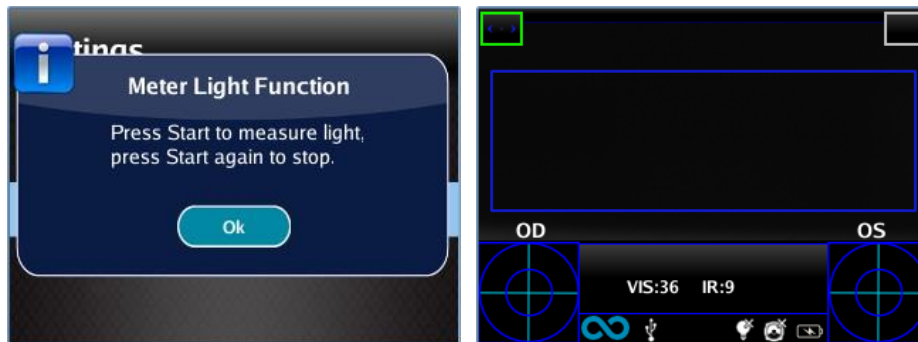 tings
Meter Light Function
Press Start to measure light,
press Start again to stop.
Ok
OD
OS
VIS:36 IR:9